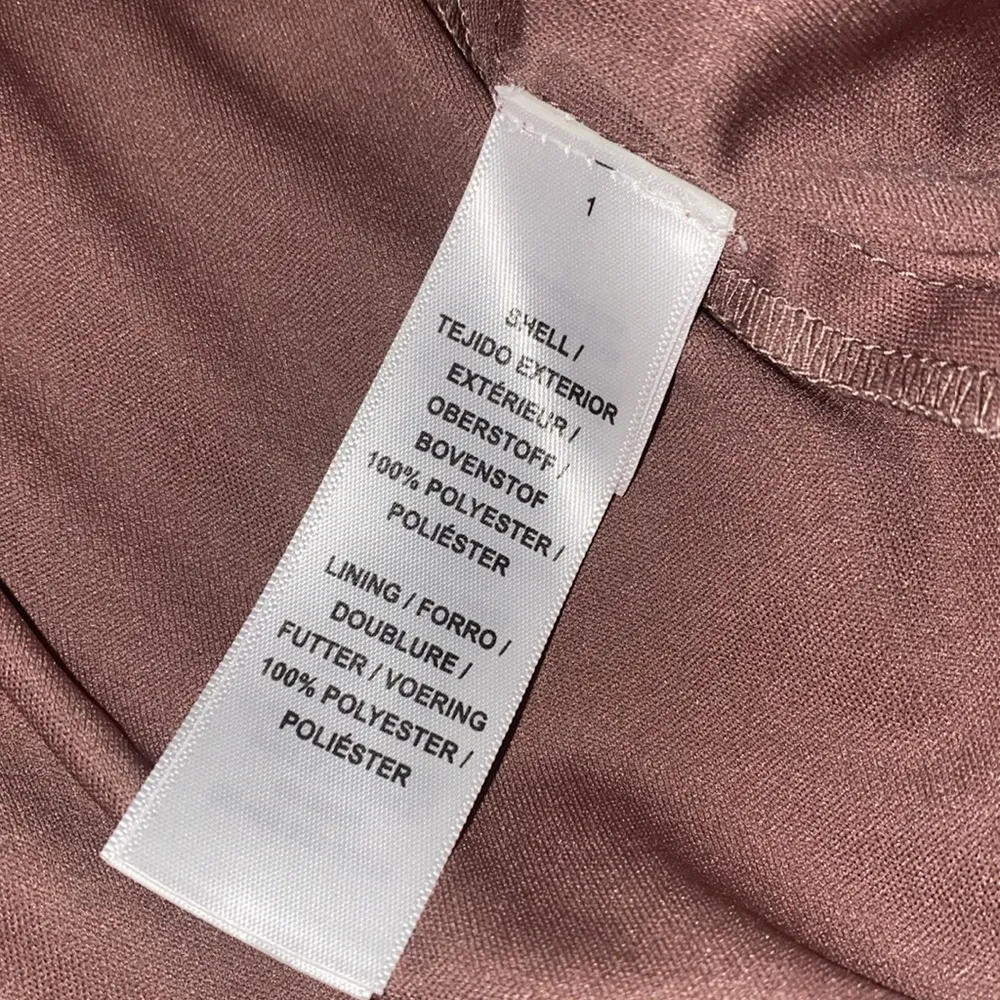 1
SHELL /
TEJIDO EXTERIOR
EXTÉRIEUR /
OBERSTOFF /
BOVENSTOF
100% POLYESTER /
POLIÉSTER
LINING / FORRO /
DOUBLURE /
FUTTER / VOERING
100% POLYESTER /
POLIÉSTER